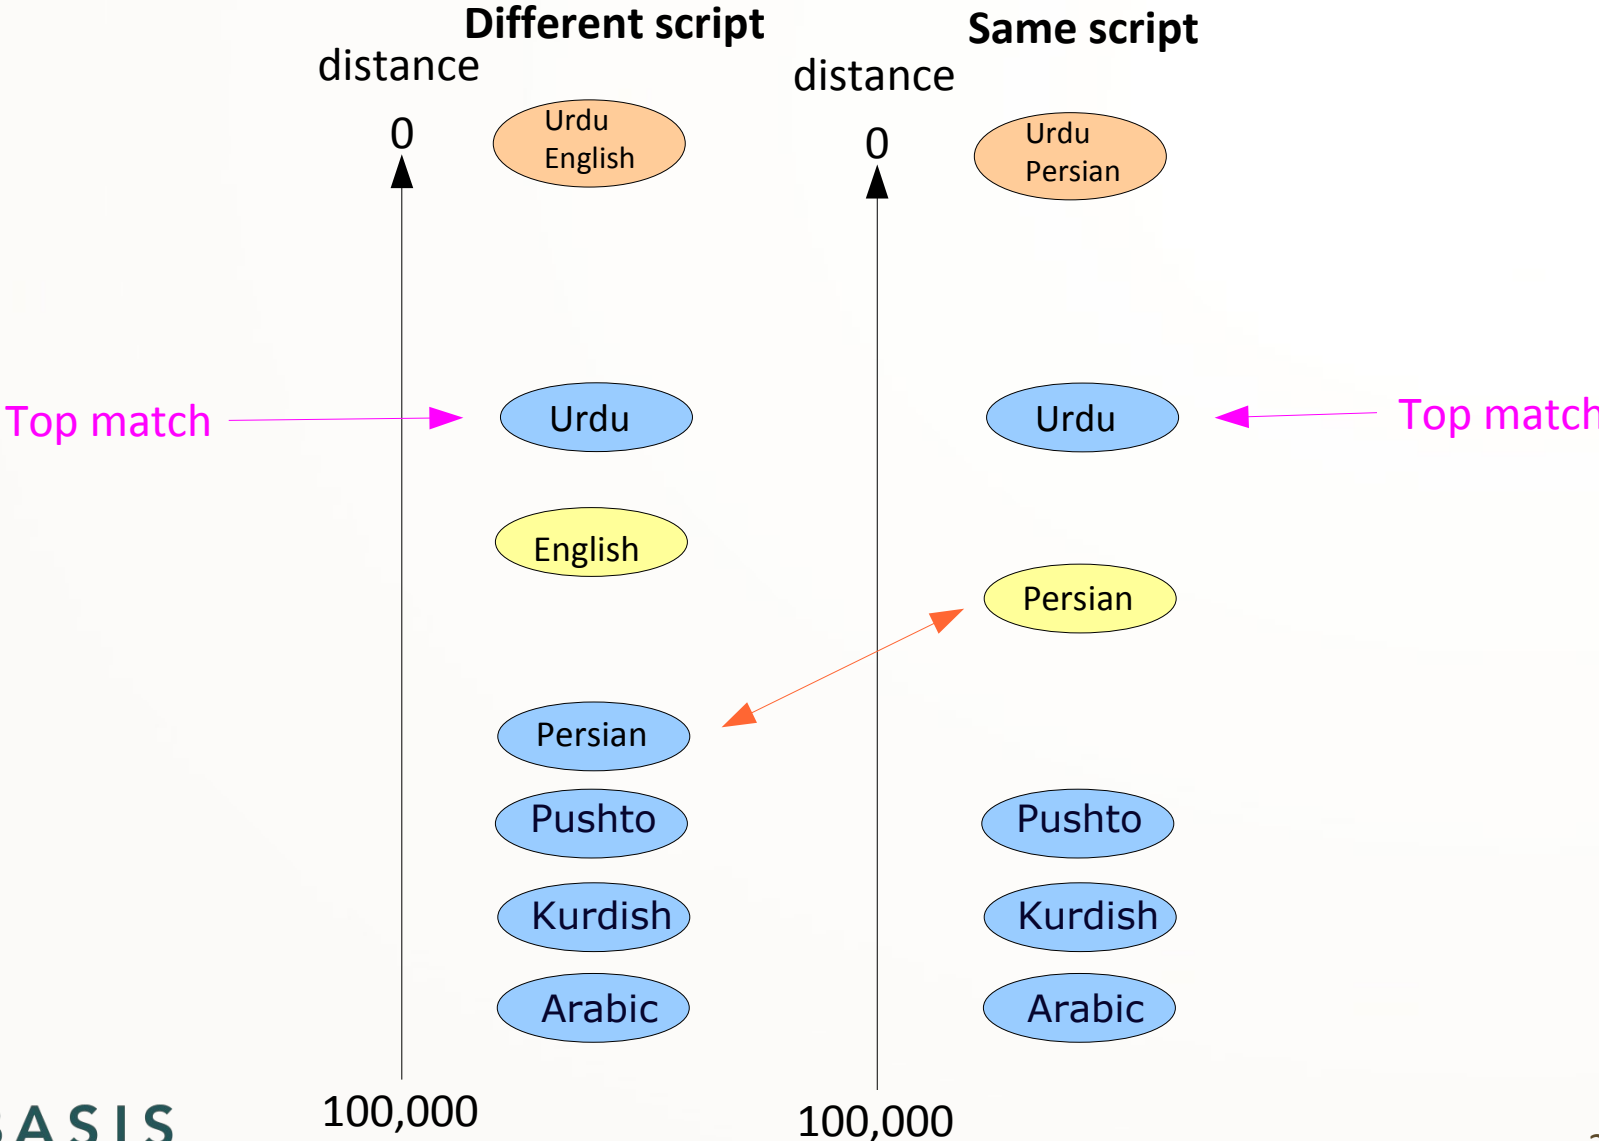 Different script
distance
0
Urdu
English
Top match
Urdu
English
Persian
Pushto
Kurdish
Arabic
100,000
Same script
distance
0
Urdu
Persian
Urdu
Top match
Persian
Pushto
Kurdish
Arabic
100,000
BASIS